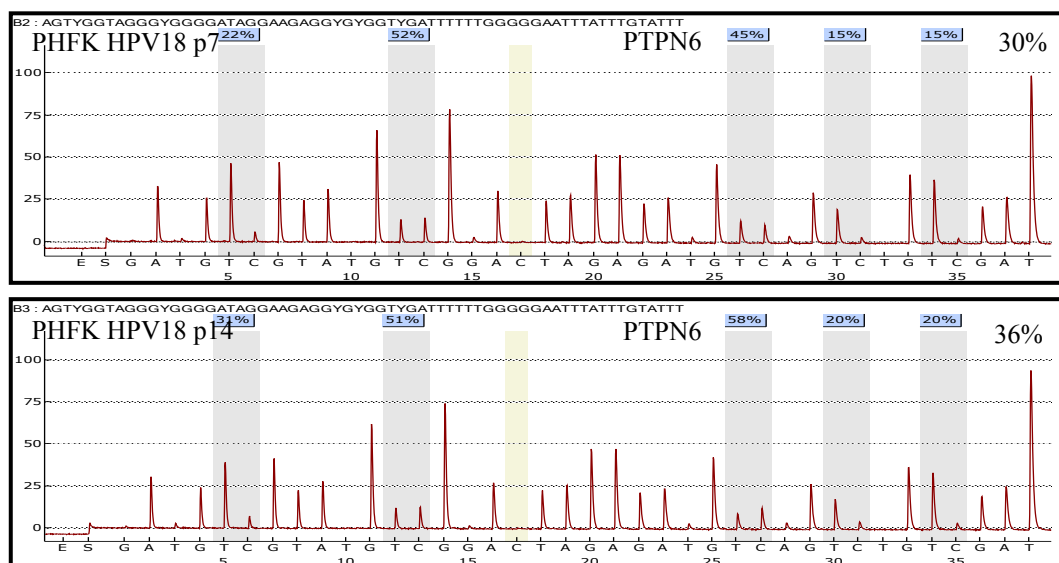 B2 : AGTYGGTAGGGYGGGGATAGGAAGAGGYGYGGTYGATTTTTTGGGGGAATTTATTTGTATTT
22% 52% 45% 15% 15%
PHFK HPV18 p7 PTPN6 30%
100
75
50
25
0
E S G A T G T C G T A T G T C G G A C T A G A G A T G T C A G T C T G T C G A T
5 10 15 20 25 30 35
B3 : AGTYGGTAGGGYGGGGATAGGAAGAGGYGYGGTYGATTTTTTGGGGGAATTTATTTGTATTT
31% 51% 58% 20% 20%
PHFK HPV18 p14 PTPN6 36%
100
75
50
25
0
E S G A T G T C G T A T G T C G G A C T A G A G A T G T C A G T C T G T C G A T
5 10 15 20 25 30 35